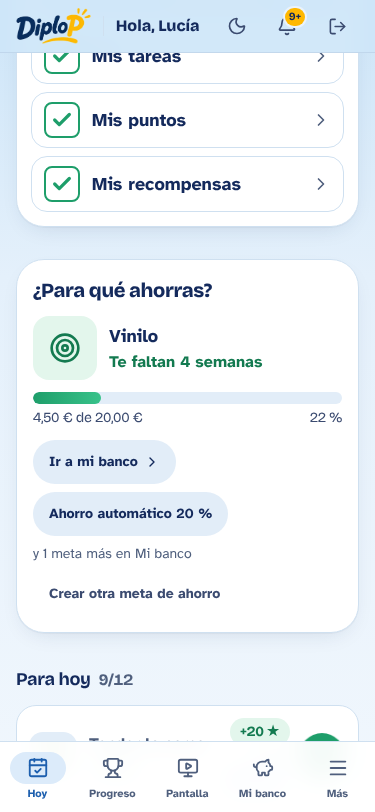 DiploP
Hola, Lucía
9+
Mis tareas
Mis puntos
Mis recompensas
¿Para qué ahorras?
Vinilo
Te faltan 4 semanas
4,50 € de 20,00 €
22 %
Ir a mi banco
Ahorro automático 20 %
y 1 meta más en Mi banco
Crear otra meta de ahorro
Para hoy 9/12
+20 ★
Hoy
Progreso
Pantalla
Mi banco
Más